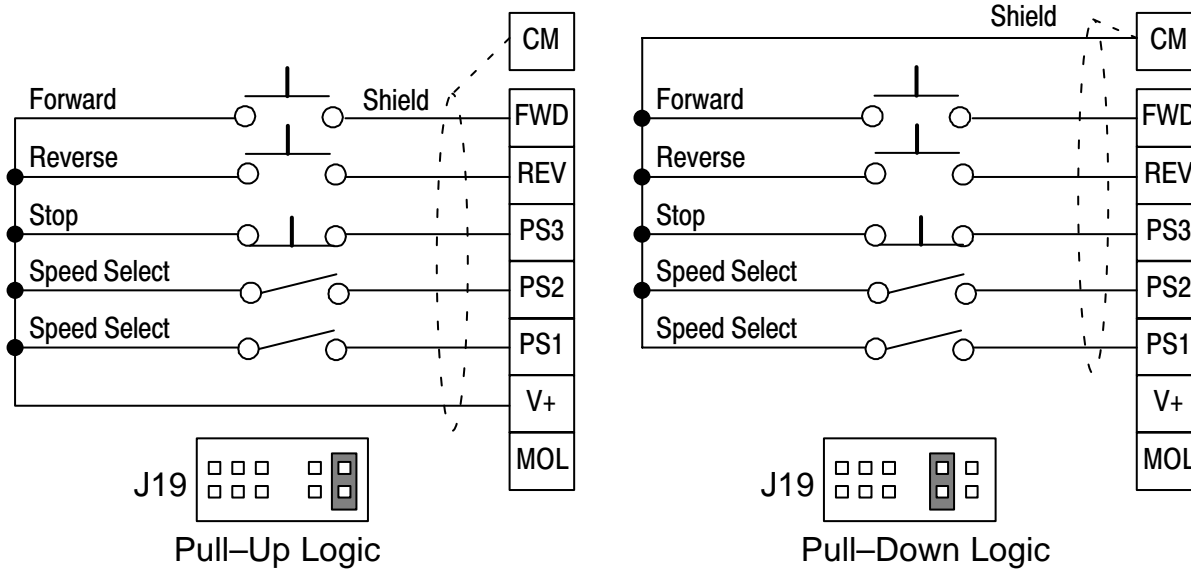 CM
Forward
Shield
FWD
Reverse
REV
Stop
PS3
Speed Select
PS2
Speed Select
PS1
V+
MOL
J19
Pull–Up Logic
Shield
CM
Forward
FWD
Reverse
REV
Stop
PS3
Speed Select
PS2
Speed Select
PS1
V+
MOL
J19
Pull–Down Logic